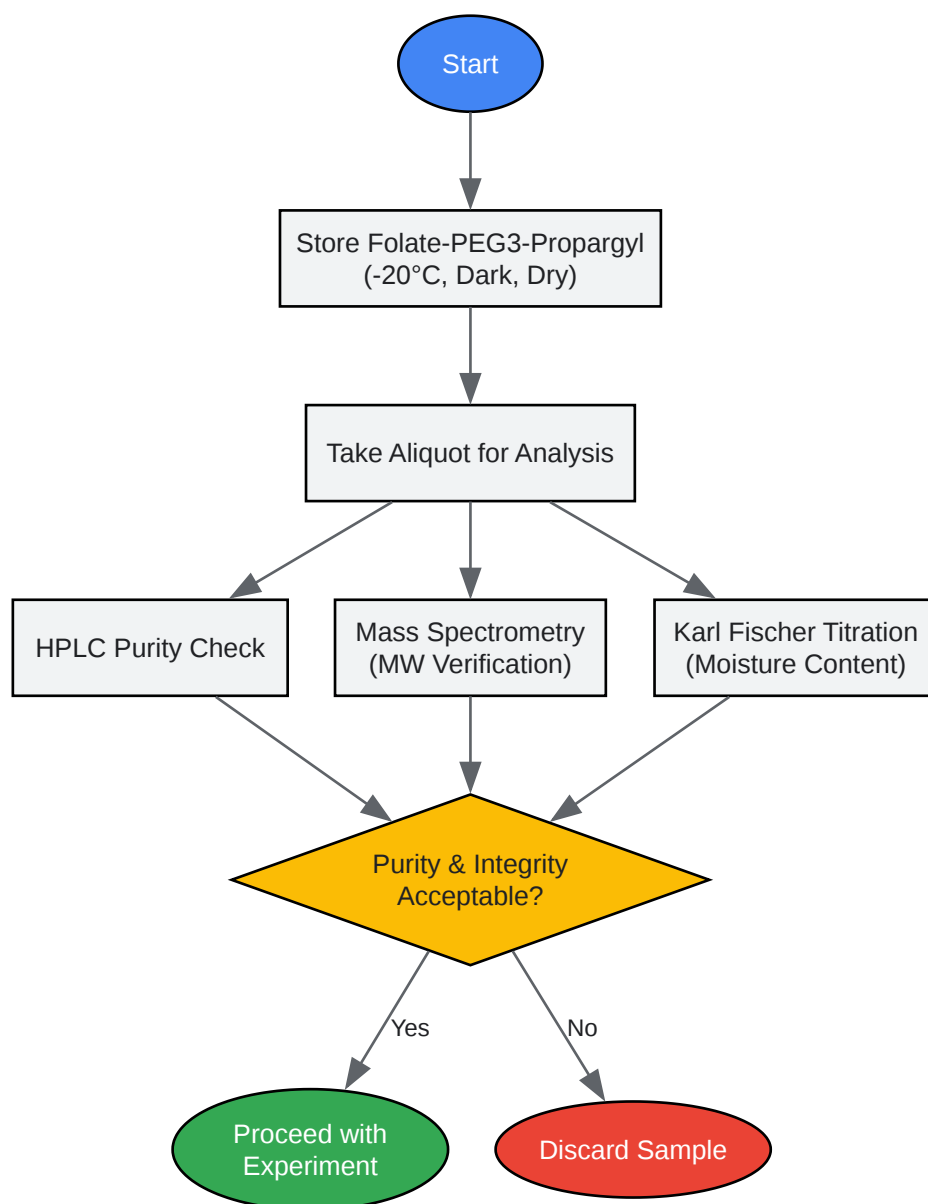 Start
Store Folate-PEG3-Propargyl
(-20°C, Dark, Dry)
Take Aliquot for Analysis
HPLC Purity Check
Mass Spectrometry
(MW Verification)
Karl Fischer Titration
(Moisture Content)
Purity & Integrity
Acceptable?
Yes
No
Proceed with
Experiment
Discard Sample